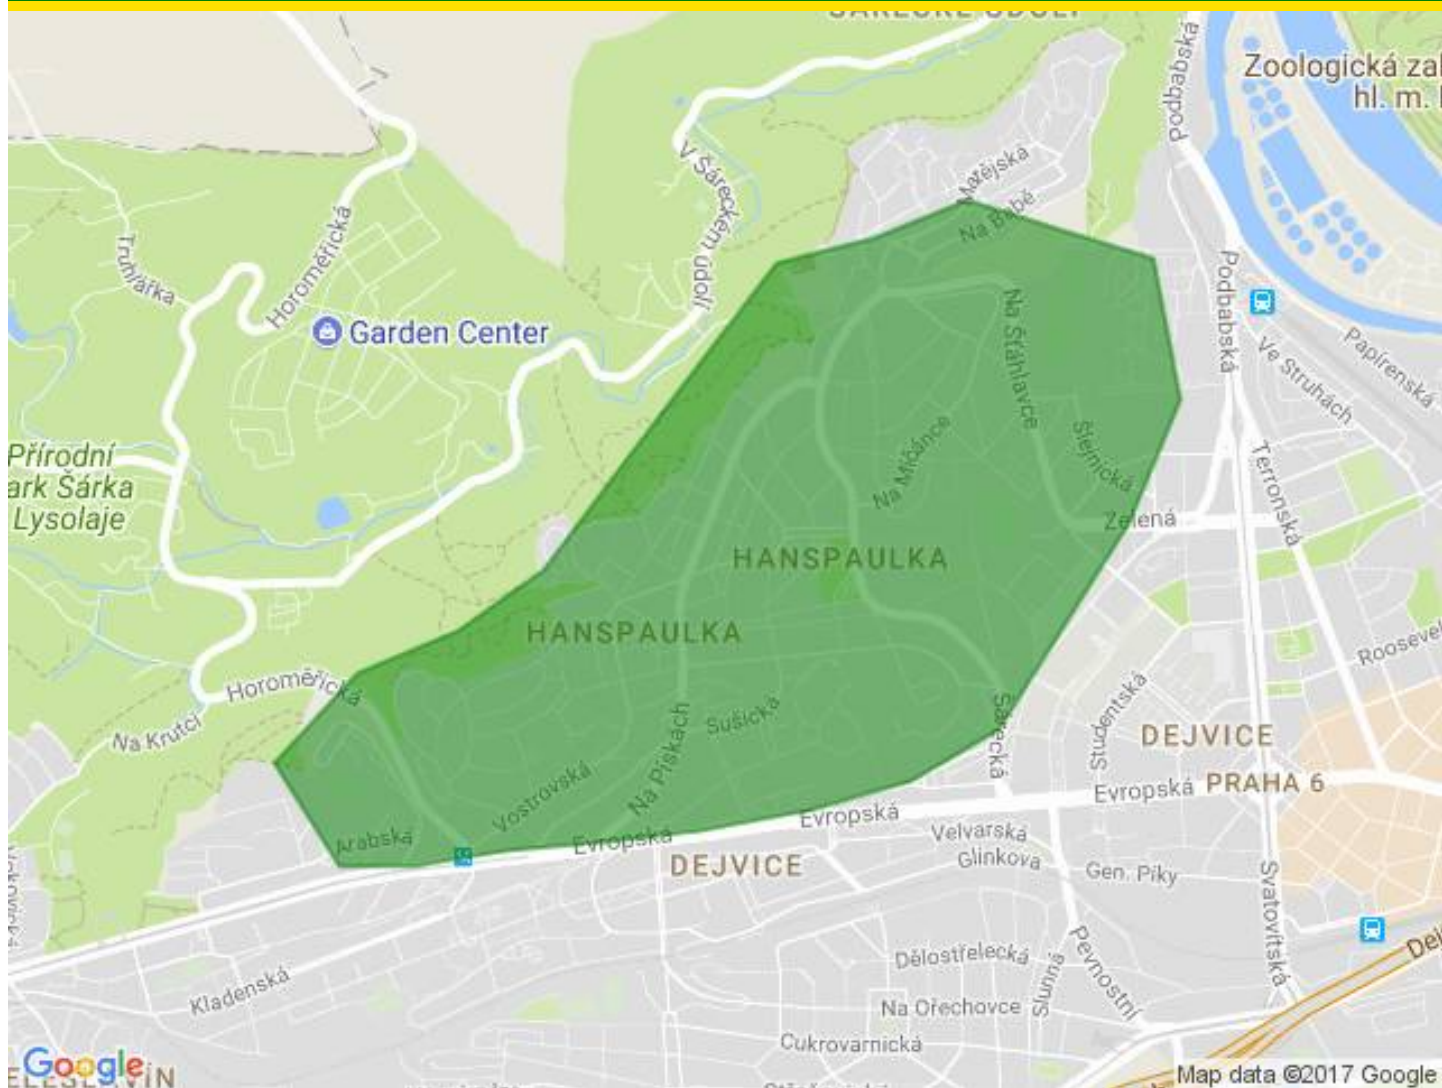 Podbabská
Zoologická za
hl. m.
V Šáreckém údolí
Matějská
Na Babě
Truhlářka
Horoměřická
Garden Center
Podbabská
Na Šťáhlavce
Papírenská
Ve Struhách
Přírodní
ark Šárka
Lysolaje
Na Míčánce
Šlejnická
Terronská
Zelená
HANSPAULKA
HANSPAULKA
Roosevel
Horoměřická
Na Krutci
Sušická
Šárecká
Studentská
DEJVICE
Na Pískách
Vostrovská
Evropská
PRAHA 6
Arabská
Evropská
Evropská
Velvarská
Glinkova
DEJVICE
Gen. Píky
Svatovítská
Pevnostní
Dělostřelecká
Slunná
Dej
Kladenská
Na Ořechovce
Cukrovarnická
Google
Map data ©2017 Google